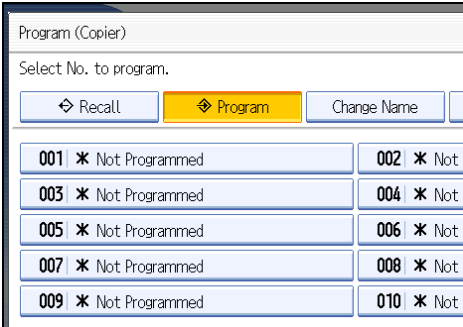 Program (Copier)
Select No. to program.
Recall Program Change Name
001 * Not Programmed 002 * Not
003 * Not Programmed 004 * Not
005 * Not Programmed 006 * Not
007 * Not Programmed 008 * Not
009 * Not Programmed 010 * Not